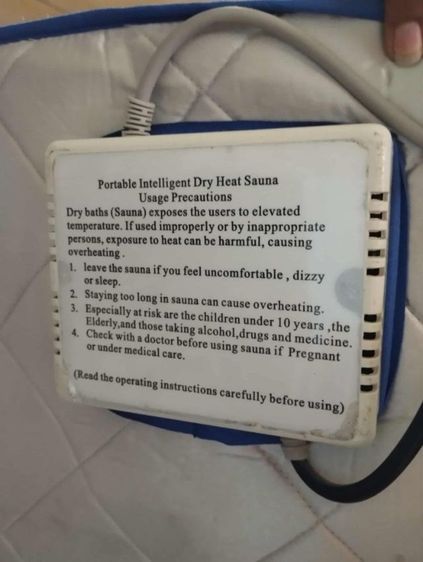 Portable Intelligent Dry Heat Sauna
Usage Precautions
Dry baths (Sauna) exposes the users to elevated
temperature. If used improperly or by inappropriate
persons, exposure to heat can be harmful, causing
overheating .
1. leave the sauna if you feel uncomfortable , dizzy
or sleep.
2. Staying too long in sauna can cause overheating.
3. Especially at risk are the children under 10 years ,the
Elderly,and those taking alcohol,drugs and medicine.
4. Check with a doctor before using sauna if Pregnant
or under medical care.
(Read the operating instructions carefully before using)